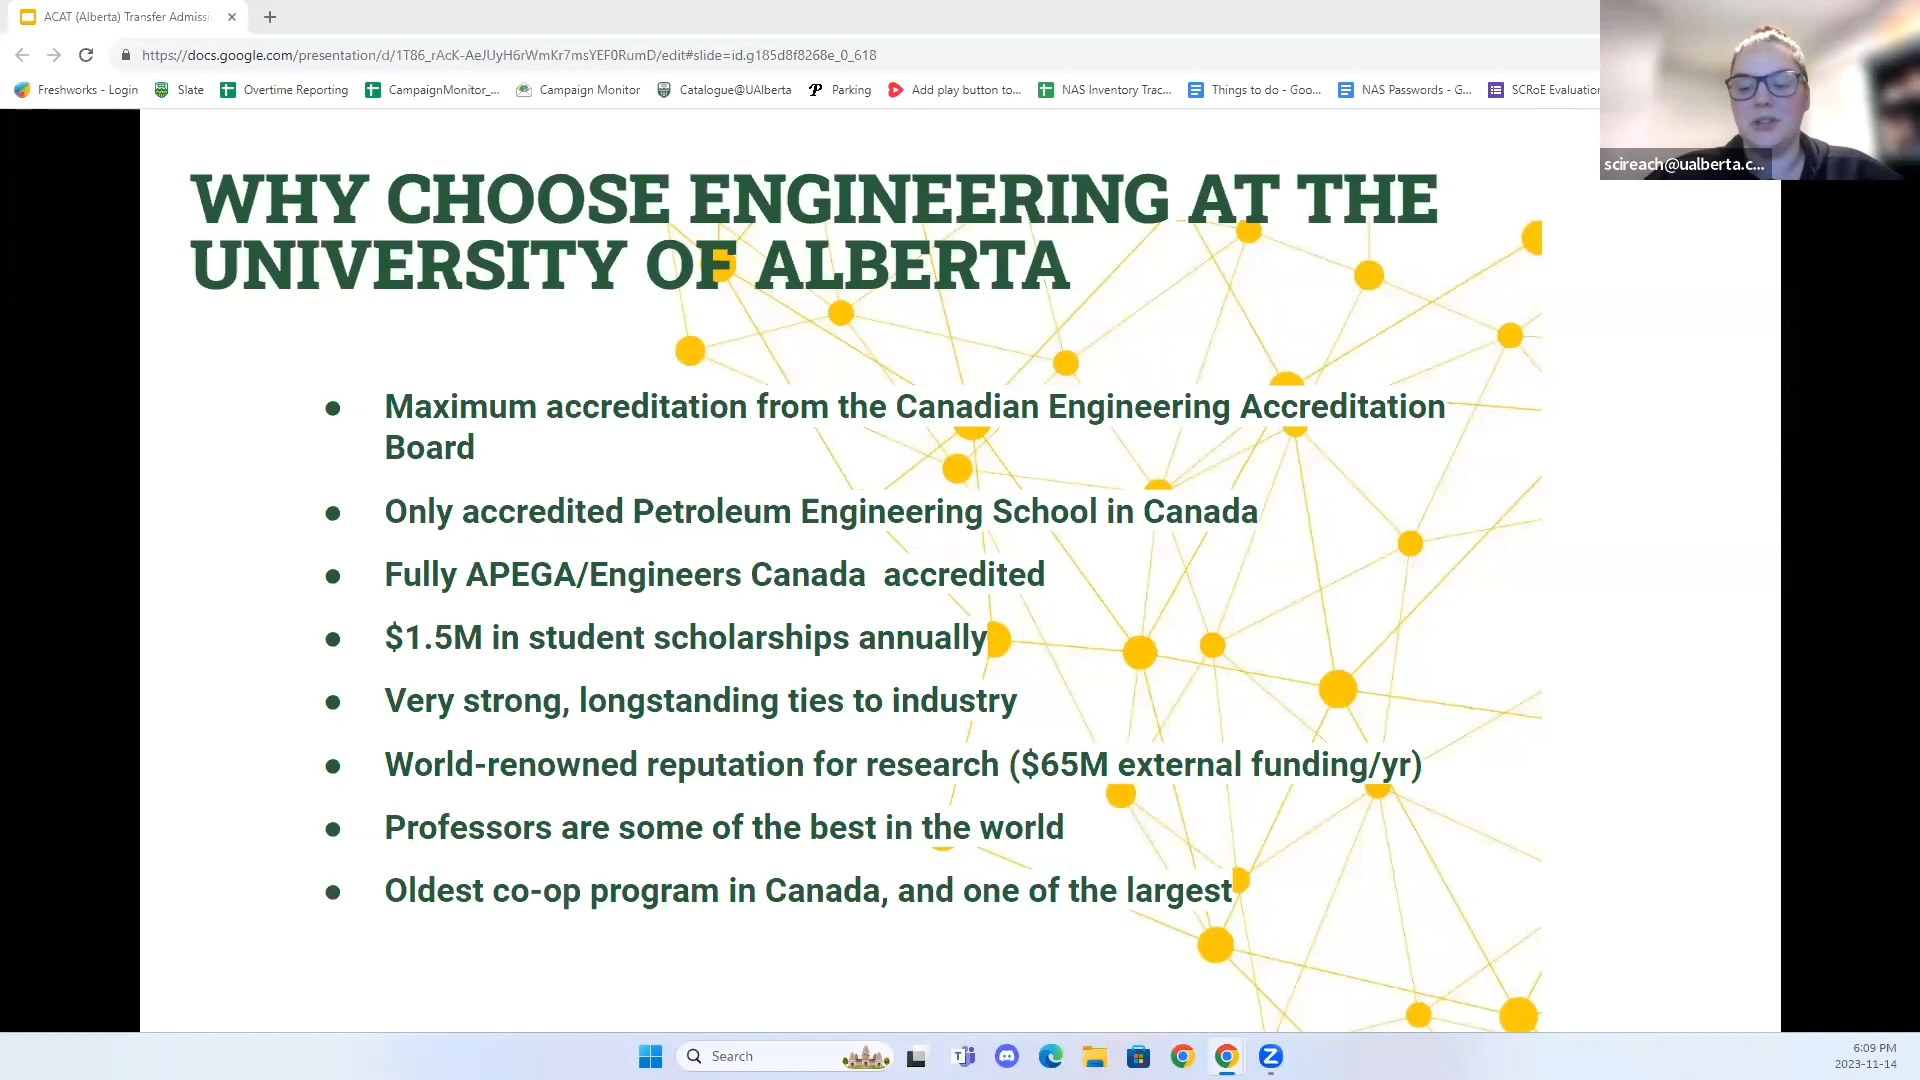 ACAT (Alberta) Transfer Admissi
https://docs.google.com/presentation/d/1T86_rAcK-AeJUyH6rWmKr7msYEF0RumD/edit#slide=id.g185d8f8268e_0_618
Freshworks - Login Slate Overtime Reporting CampaignMonitor_... Campaign Monitor Catalogue@UAlberta Parking Add play button to... NAS Inventory Trac... Things to do - Goo... NAS Passwords - G... SCRoE Evaluation
scireach@ualberta.c...
WHY CHOOSE ENGINEERING AT THE
UNIVERSITY OF ALBERTA
● Maximum accreditation from the Canadian Engineering Accreditation
Board
● Only accredited Petroleum Engineering School in Canada
● Fully APEGA/Engineers Canada  accredited
● $1.5M in student scholarships annually
● Very strong, longstanding ties to industry
● World-renowned reputation for research ($65M external funding/yr)
● Professors are some of the best in the world
● Oldest co-op program in Canada, and one of the largest
Search
6:09 PM
2023-11-14